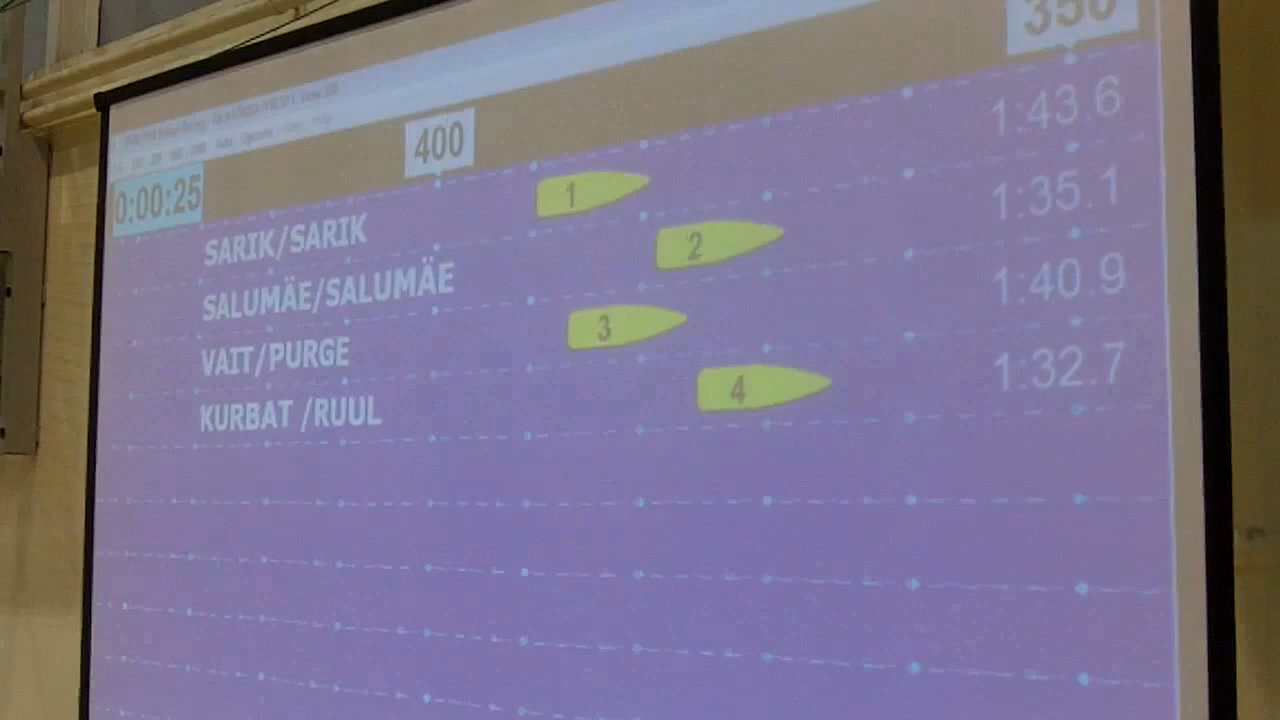 350
400
0:00:25
1:43.6
SARIK/SARIK
1
1:35.1
SALUMÄE/SALUMÄE
2
1:40.9
VAIT/PURGE
3
1:32.7
KURBAT /RUUL
4